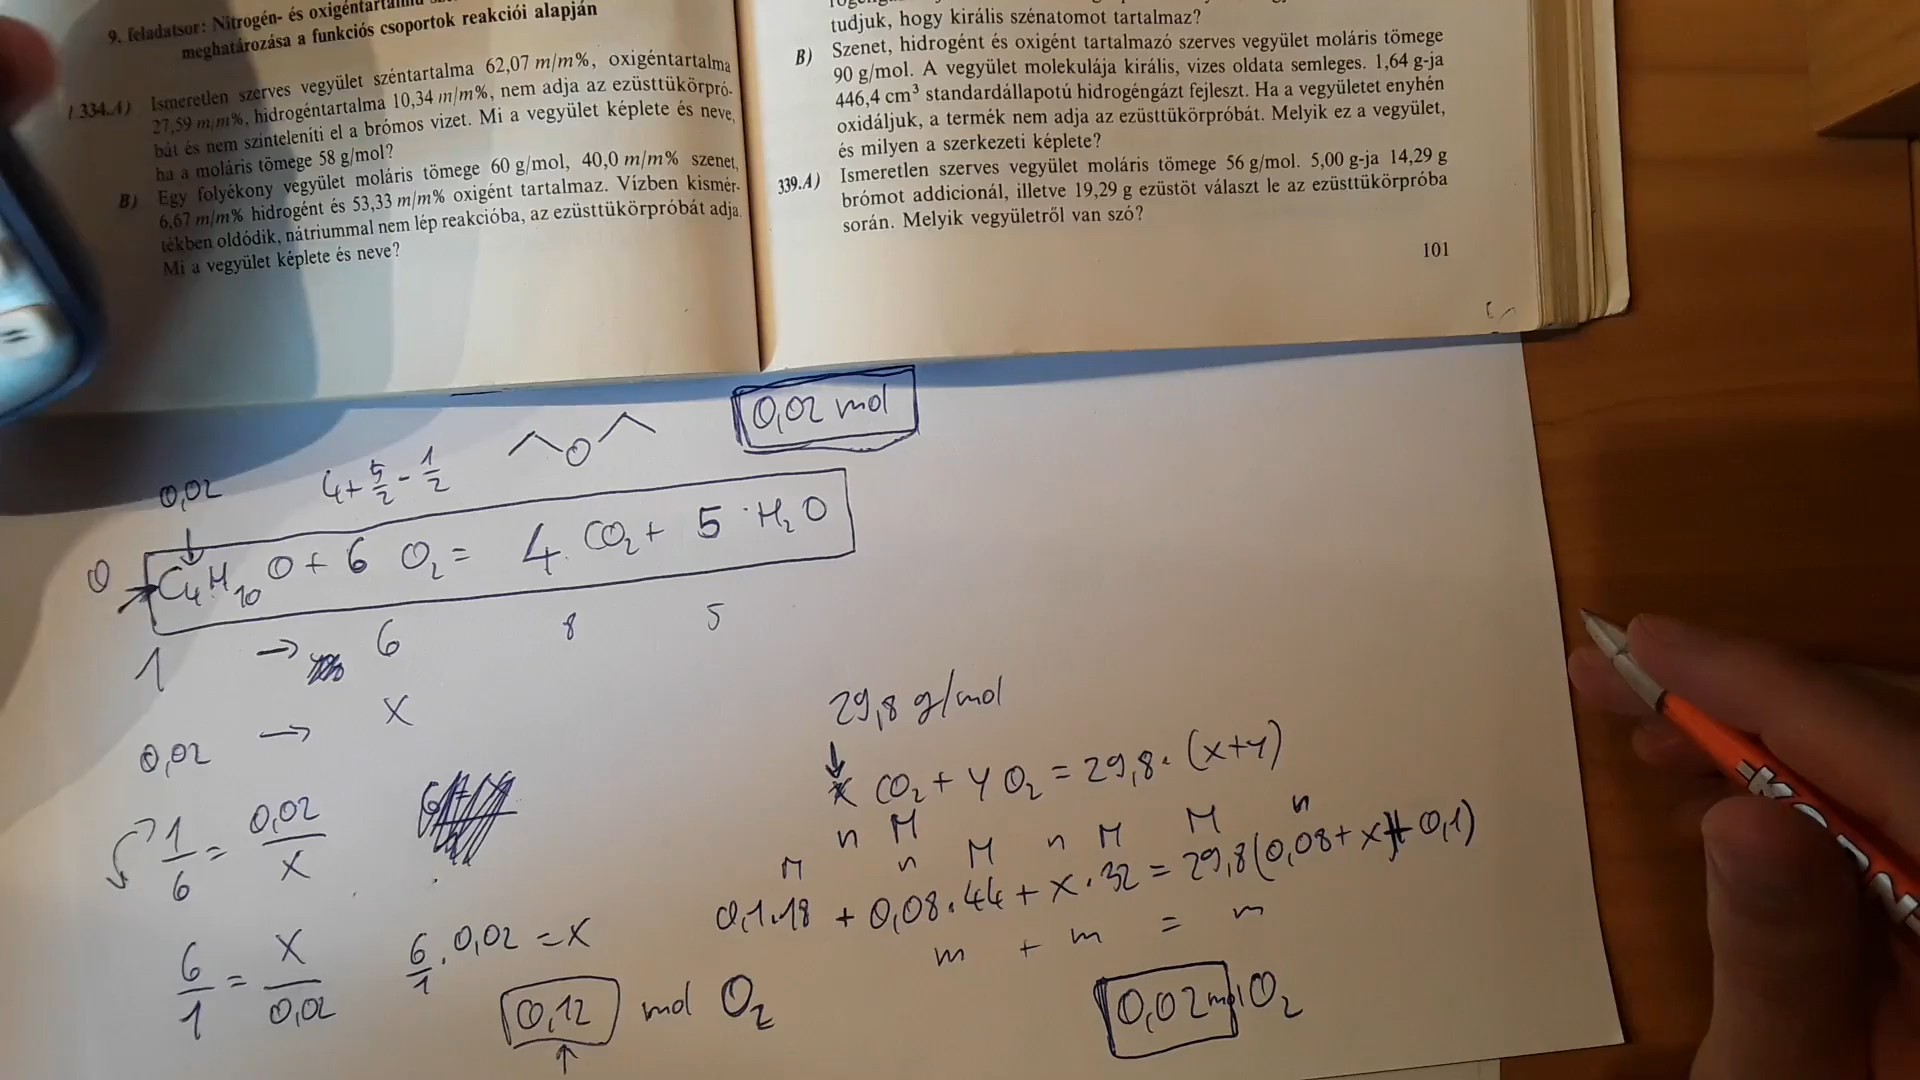 9. feladatsor: Nitrogén- és oxigéntartalmú
meghatározása a funkciós csoportok reakciói alapján
334.A) Ismeretlen szerves vegyület széntartalma 62,07 m/m%, oxigéntartalma
27,59 m/m%, hidrogéntartalma 10,34 m/m%, nem adja az ezüsttükörpró-
bát és nem színteleníti el a brómos vizet. Mi a vegyület képlete és neve,
ha a moláris tömege 58 g/mol?
B) Egy folyékony vegyület moláris tömege 60 g/mol, 40,0 m/m% szenet,
6,67 m/m% hidrogént és 53,33 m/m% oxigént tartalmaz. Vízben kismér-
tékben oldódik, nátriummal nem lép reakcióba, az ezüsttükörpróbát adja.
Mi a vegyület képlete és neve?
tudjuk, hogy királis szénatomot tartalmaz?
B) Szenet, hidrogént és oxigént tartalmazó szerves vegyület moláris tömege
90 g/mol. A vegyület molekulája királis, vizes oldata semleges. 1,64 g-ja
446,4 cm³ standardállapotú hidrogéngázt fejleszt. Ha a vegyületet enyhén
oxidáljuk, a termék nem adja az ezüsttükörpróbát. Melyik ez a vegyület,
és milyen a szerkezeti képlete?
339.A) Ismeretlen szerves vegyület moláris tömege 56 g/mol. 5,00 g-ja 14,29 g
brómot addicionál, illetve 19,29 g ezüstöt választ le az ezüsttükörpróba
során. Melyik vegyületről van szó?
101
O
0,02 mol
0,02
4 + 5/2 - 1/2
O C₄H₁₀O + 6 O₂ = 4 · CO₂ + 5 · H₂O
1 → 6 8 5
0,02 → x
1/6 = 0,02/x
6/1 = x/0,02
6/1 · 0,02 = x
0,12 mol O₂
29,8 g/mol
x CO₂ + y O₂ = 29,8 · (x+y)
n M
M n M n M M n
0,1·18 + 0,08·44 + x·32 = 29,8(0,08 + x + 0,1)
m + m = m
0,02 mol O₂